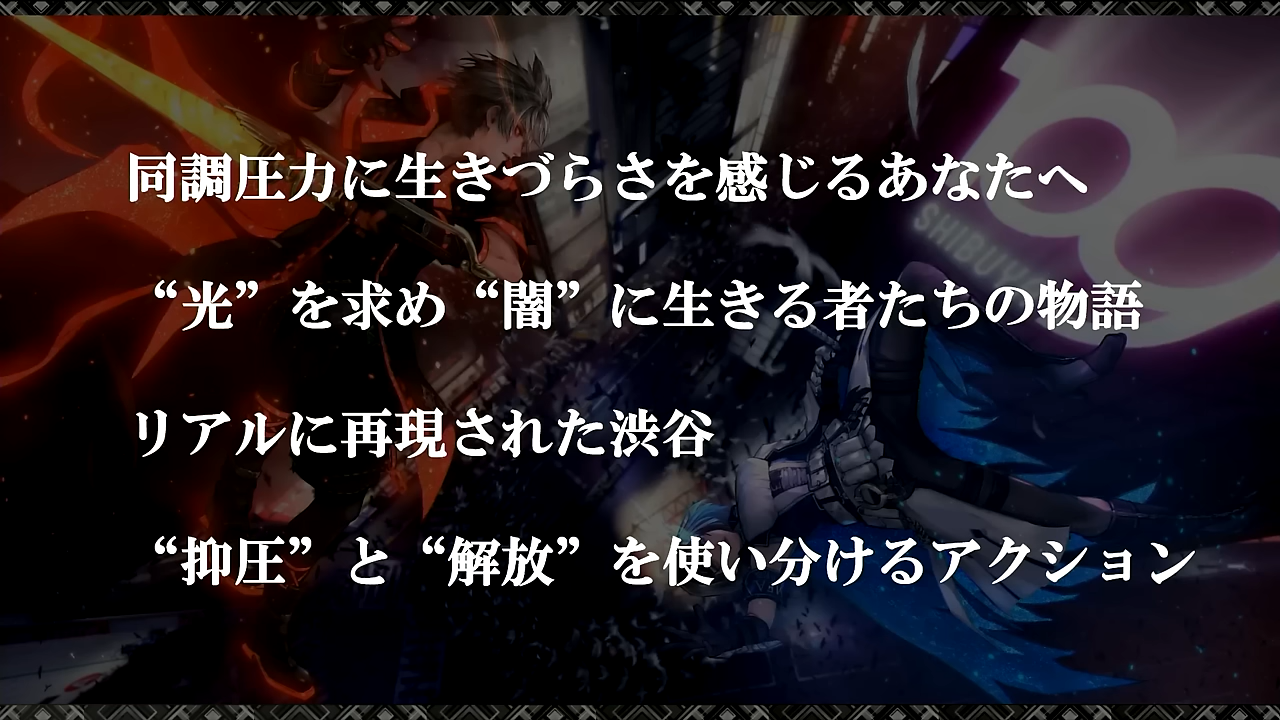 同調圧力に生きづらさを感じるあなたへ
“光”を求め“闇”に生きる者たちの物語
リアルに再現された渋谷
“抑圧”と“解放”を使い分けるアクション
SHIBUYA